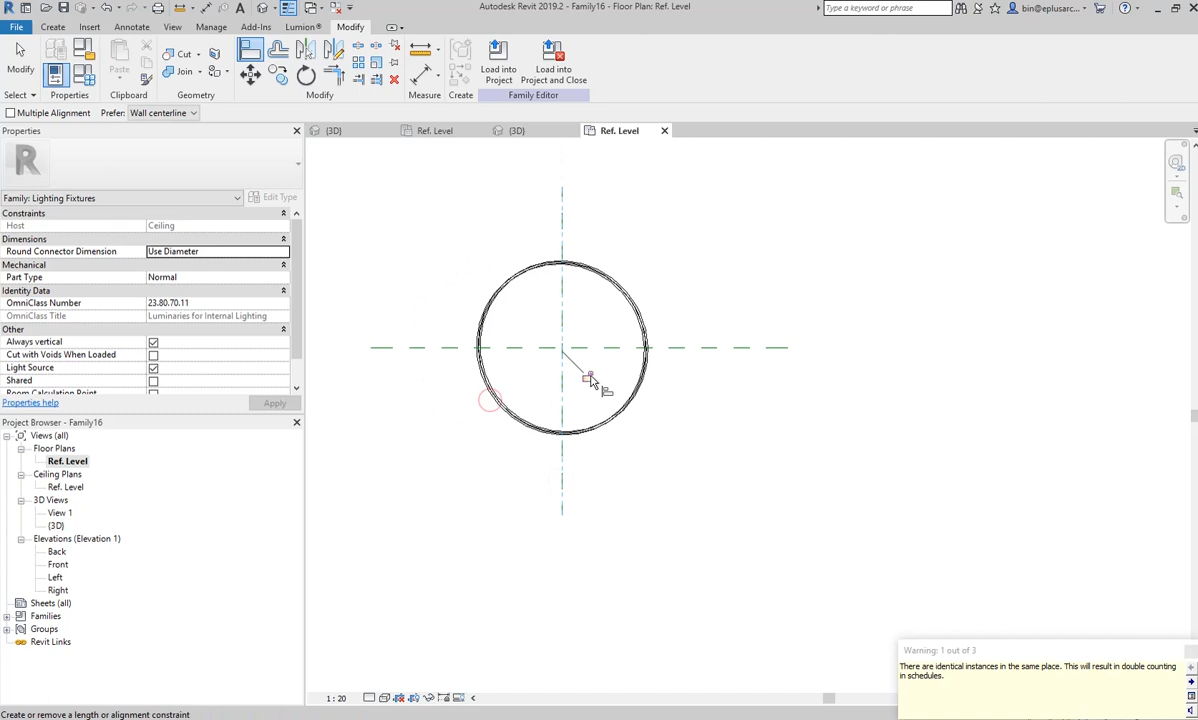 Autodesk Revit 2019.2 - Family16 - Floor Plan: Ref. Level
Type a keyword or phrase
bin@eplusarc...
File Create Insert Annotate View Manage Add-Ins Lumion® Modify
Modify
Paste
Cut
Join
Load into Project
Load into Project and Close
Select Properties Clipboard Geometry Modify Measure Create Family Editor
Multiple Alignment Prefer: Wall centerline
Properties
{3D} Ref. Level {3D} Ref. Level
R
Family: Lighting Fixtures Edit Type
Constraints
Host Ceiling
Dimensions
Round Connector Dimension Use Diameter
Mechanical
Part Type Normal
Identity Data
OmniClass Number 23.80.70.11
OmniClass Title Luminaries for Internal Lighting
Other
Always vertical
Cut with Voids When Loaded
Light Source
Shared
Room Calculation Point
Properties help Apply
Project Browser - Family16
Views (all)
Floor Plans
Ref. Level
Ceiling Plans
Ref. Level
3D Views
View 1
{3D}
Elevations (Elevation 1)
Back
Front
Left
Right
Sheets (all)
Families
Groups
Revit Links
Warning: 1 out of 3
There are identical instances in the same place. This will result in double counting
in schedules.
1 : 20
Create or remove a length or alignment constraint